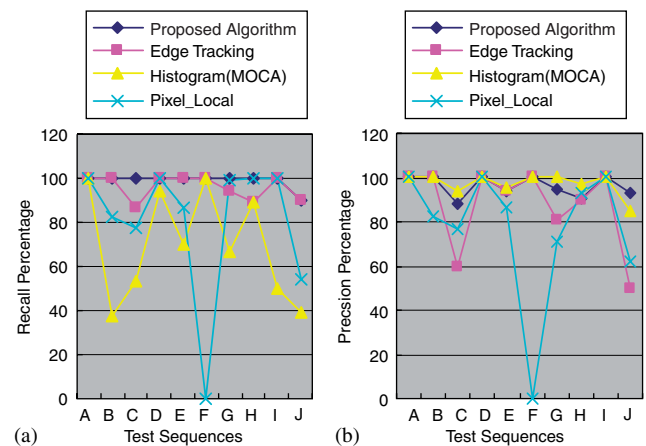 Proposed Algorithm
Edge Tracking
Histogram(MOCA)
Pixel_Local
120
100
80
60
40
20
0
Recall Percentage
A B C D E F G H I J
Test Sequences
(a)
Proposed Algorithm
Edge Tracking
Histogram(MOCA)
Pixel_Local
120
100
80
60
40
20
0
Precsion Percentage
A B C D E F G H I J
Test Sequences
(b)